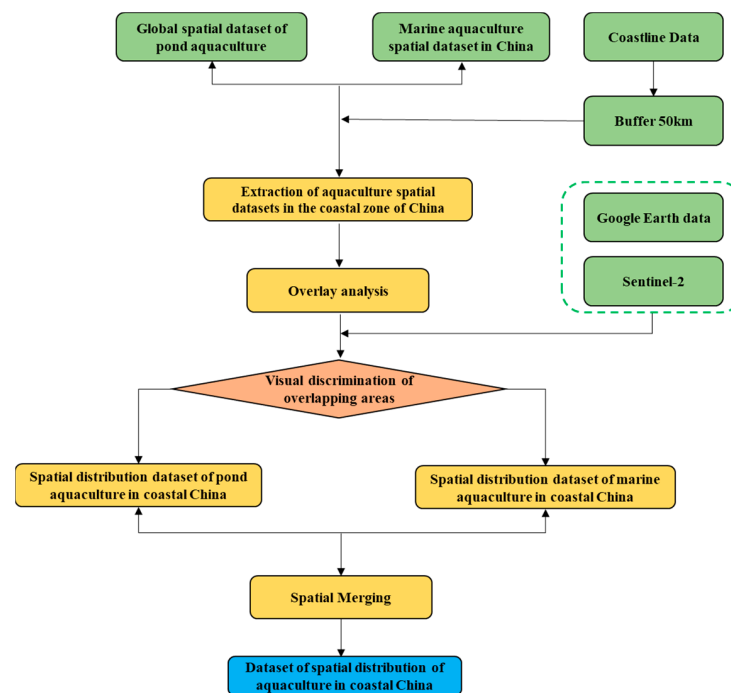 Global spatial dataset of
pond aquaculture
Marine aquaculture
spatial dataset in China
Coastline Data
Buffer 50km
Extraction of aquaculture spatial
datasets in the coastal zone of China
Google Earth data
Overlay analysis
Sentinel-2
Visual discrimination of
overlapping areas
Spatial distribution dataset of pond
aquaculture in coastal China
Spatial distribution dataset of marine
aquaculture in coastal China
Spatial Merging
Dataset of spatial distribution of
aquaculture in coastal China